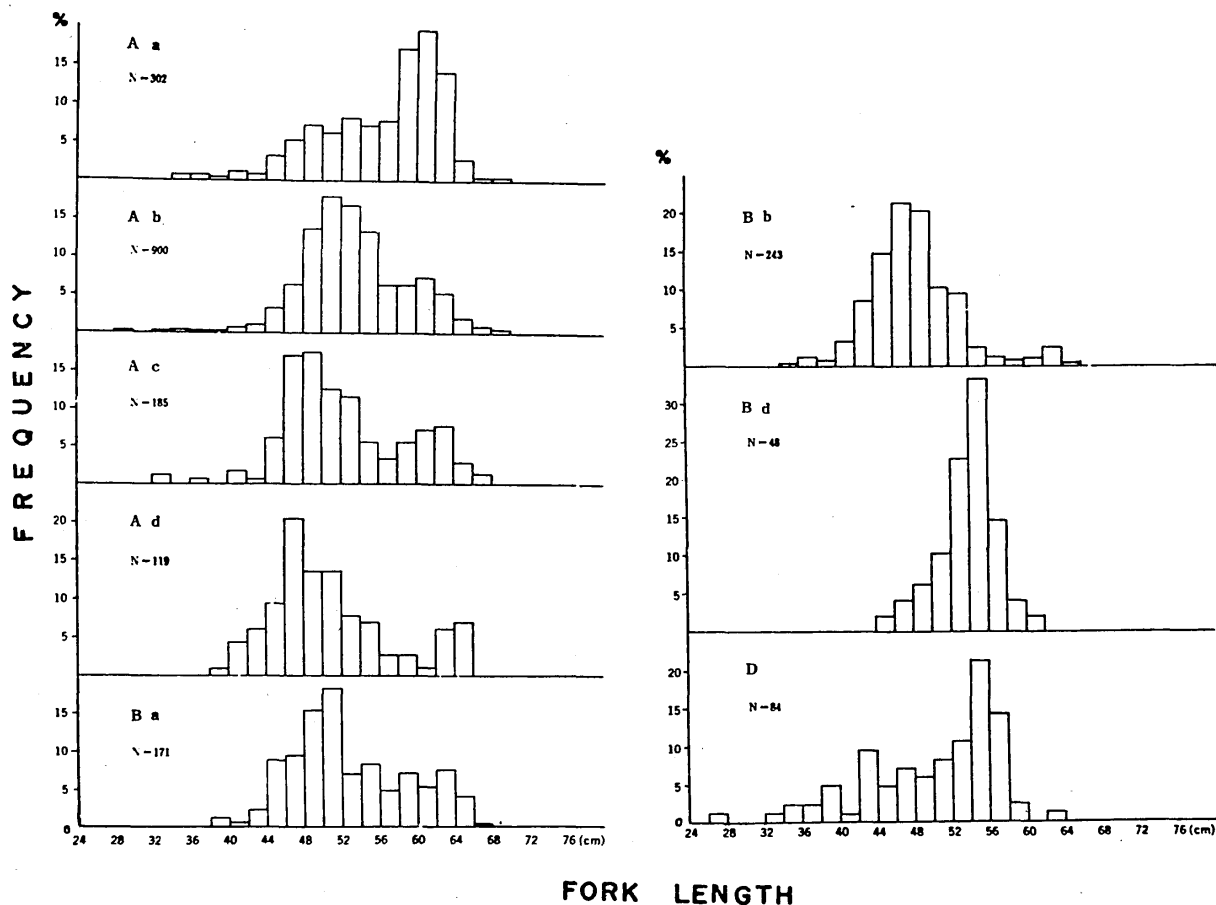 %
A a
N-302
15
10
5
A b
N-900
15
10
5
A c
N-185
15
10
5
A d
N-119
20
15
10
5
B a
N-171
15
10
5
0
24 28 32 36 40 44 48 52 56 60 64 68 72 76 (cm)
FREQUENCY
%
B b
N-243
20
15
10
5
B d
N-48
30
25
20
15
10
5
D
N-84
20
15
10
5
0
24 28 32 36 40 44 48 52 56 60 64 68 72 76 (cm)
FORK LENGTH